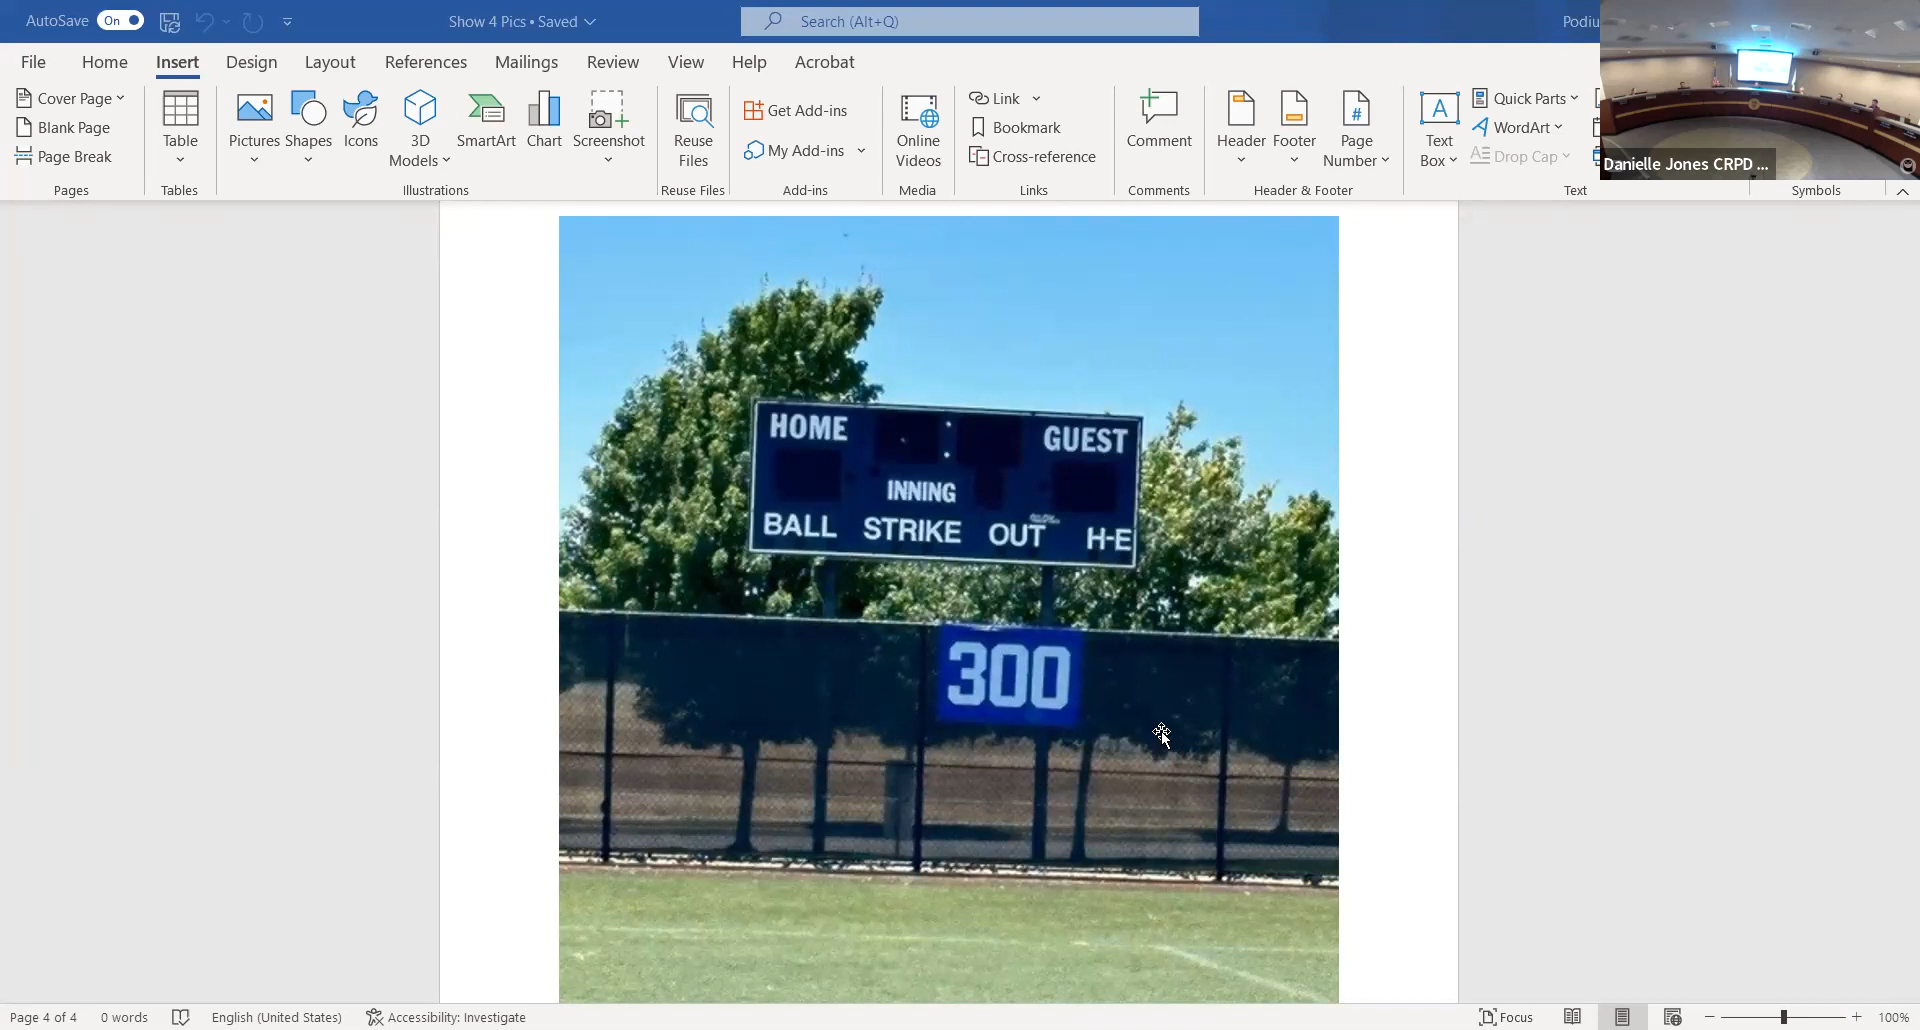 AutoSave On
Show 4 Pics • Saved
Search (Alt+Q)
Podiu
File Home Insert Design Layout References Mailings Review View Help Acrobat
Cover Page
Blank Page
Page Break
Pages
Table
Tables
Pictures
Shapes
Icons
3D
Models
SmartArt
Chart
Screenshot
Illustrations
Reuse
Files
Reuse Files
Get Add-ins
My Add-ins
Add-ins
Online
Videos
Media
Link
Bookmark
Cross-reference
Links
Comment
Comments
Header
Footer
Page
Number
Header & Footer
Text
Box
Quick Parts
WordArt
Drop Cap
Text
Symbols
Danielle Jones CRPD ...
HOME
GUEST
INNING
BALL STRIKE OUT H-E
300
Page 4 of 4
0 words
English (United States)
Accessibility: Investigate
Focus
100%